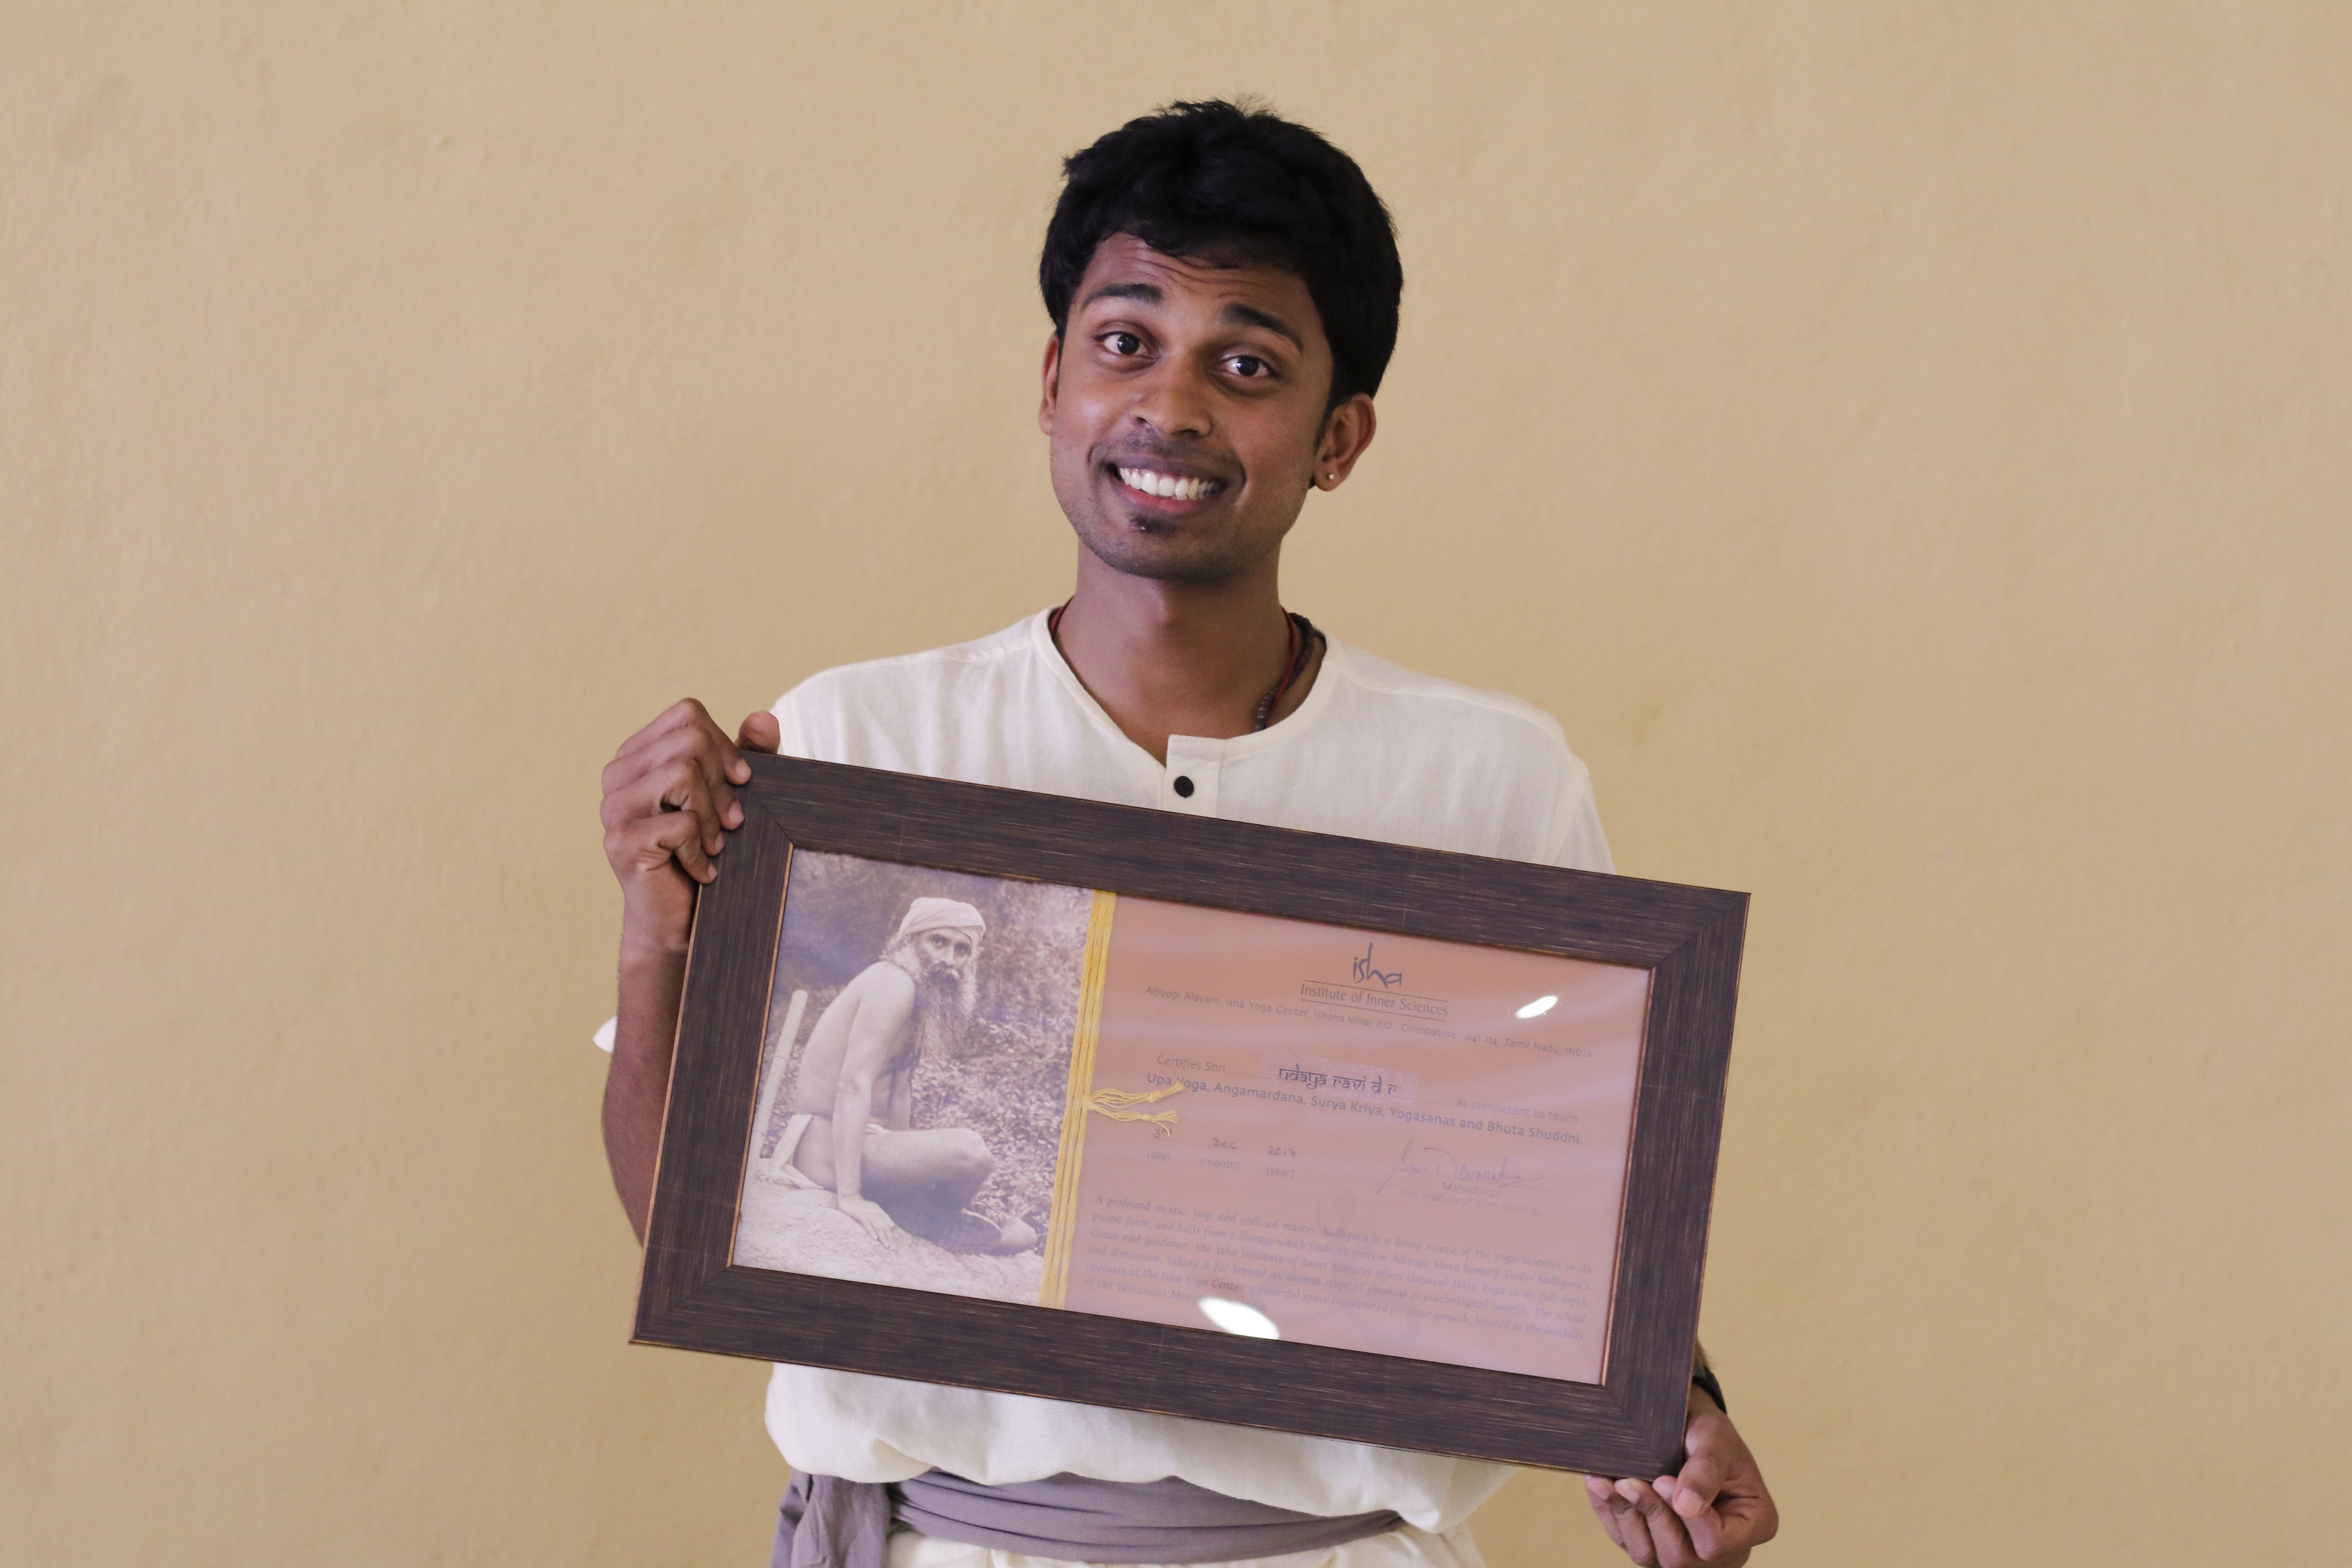 isha
Institute of Inner Sciences
Adiyogi Alayam, Isha Yoga Center, Ishana Vihar P.O., Coimbatore - 641 114, Tamil Nadu, INDIA
Certifies Shri udaya ravi d r as competent to teach
Upa Yoga, Angamardana, Surya Kriya, Yogasanas and Bhuta Shuddhi.
3 Dec 2017
(day) (month) (year)
Isha Institute of Inner Sciences
A profound mystic, yogi and realized master, Sadhguru is a living source of the yogic sciences in its
purest form, and hails from a lineage which finds its roots in Adiyogi, Shiva himself. Under Sadhguru's
Grace and guidance, the Isha Institute of Inner Sciences offers classical Hata Yoga in its full depth
and dimension, taking it far beyond its normal scope of physical or psychological benefit. The school
operates at the Isha Yoga Center, a powerful space consecrated for inner growth, located at the foothills
of the Velliangiri